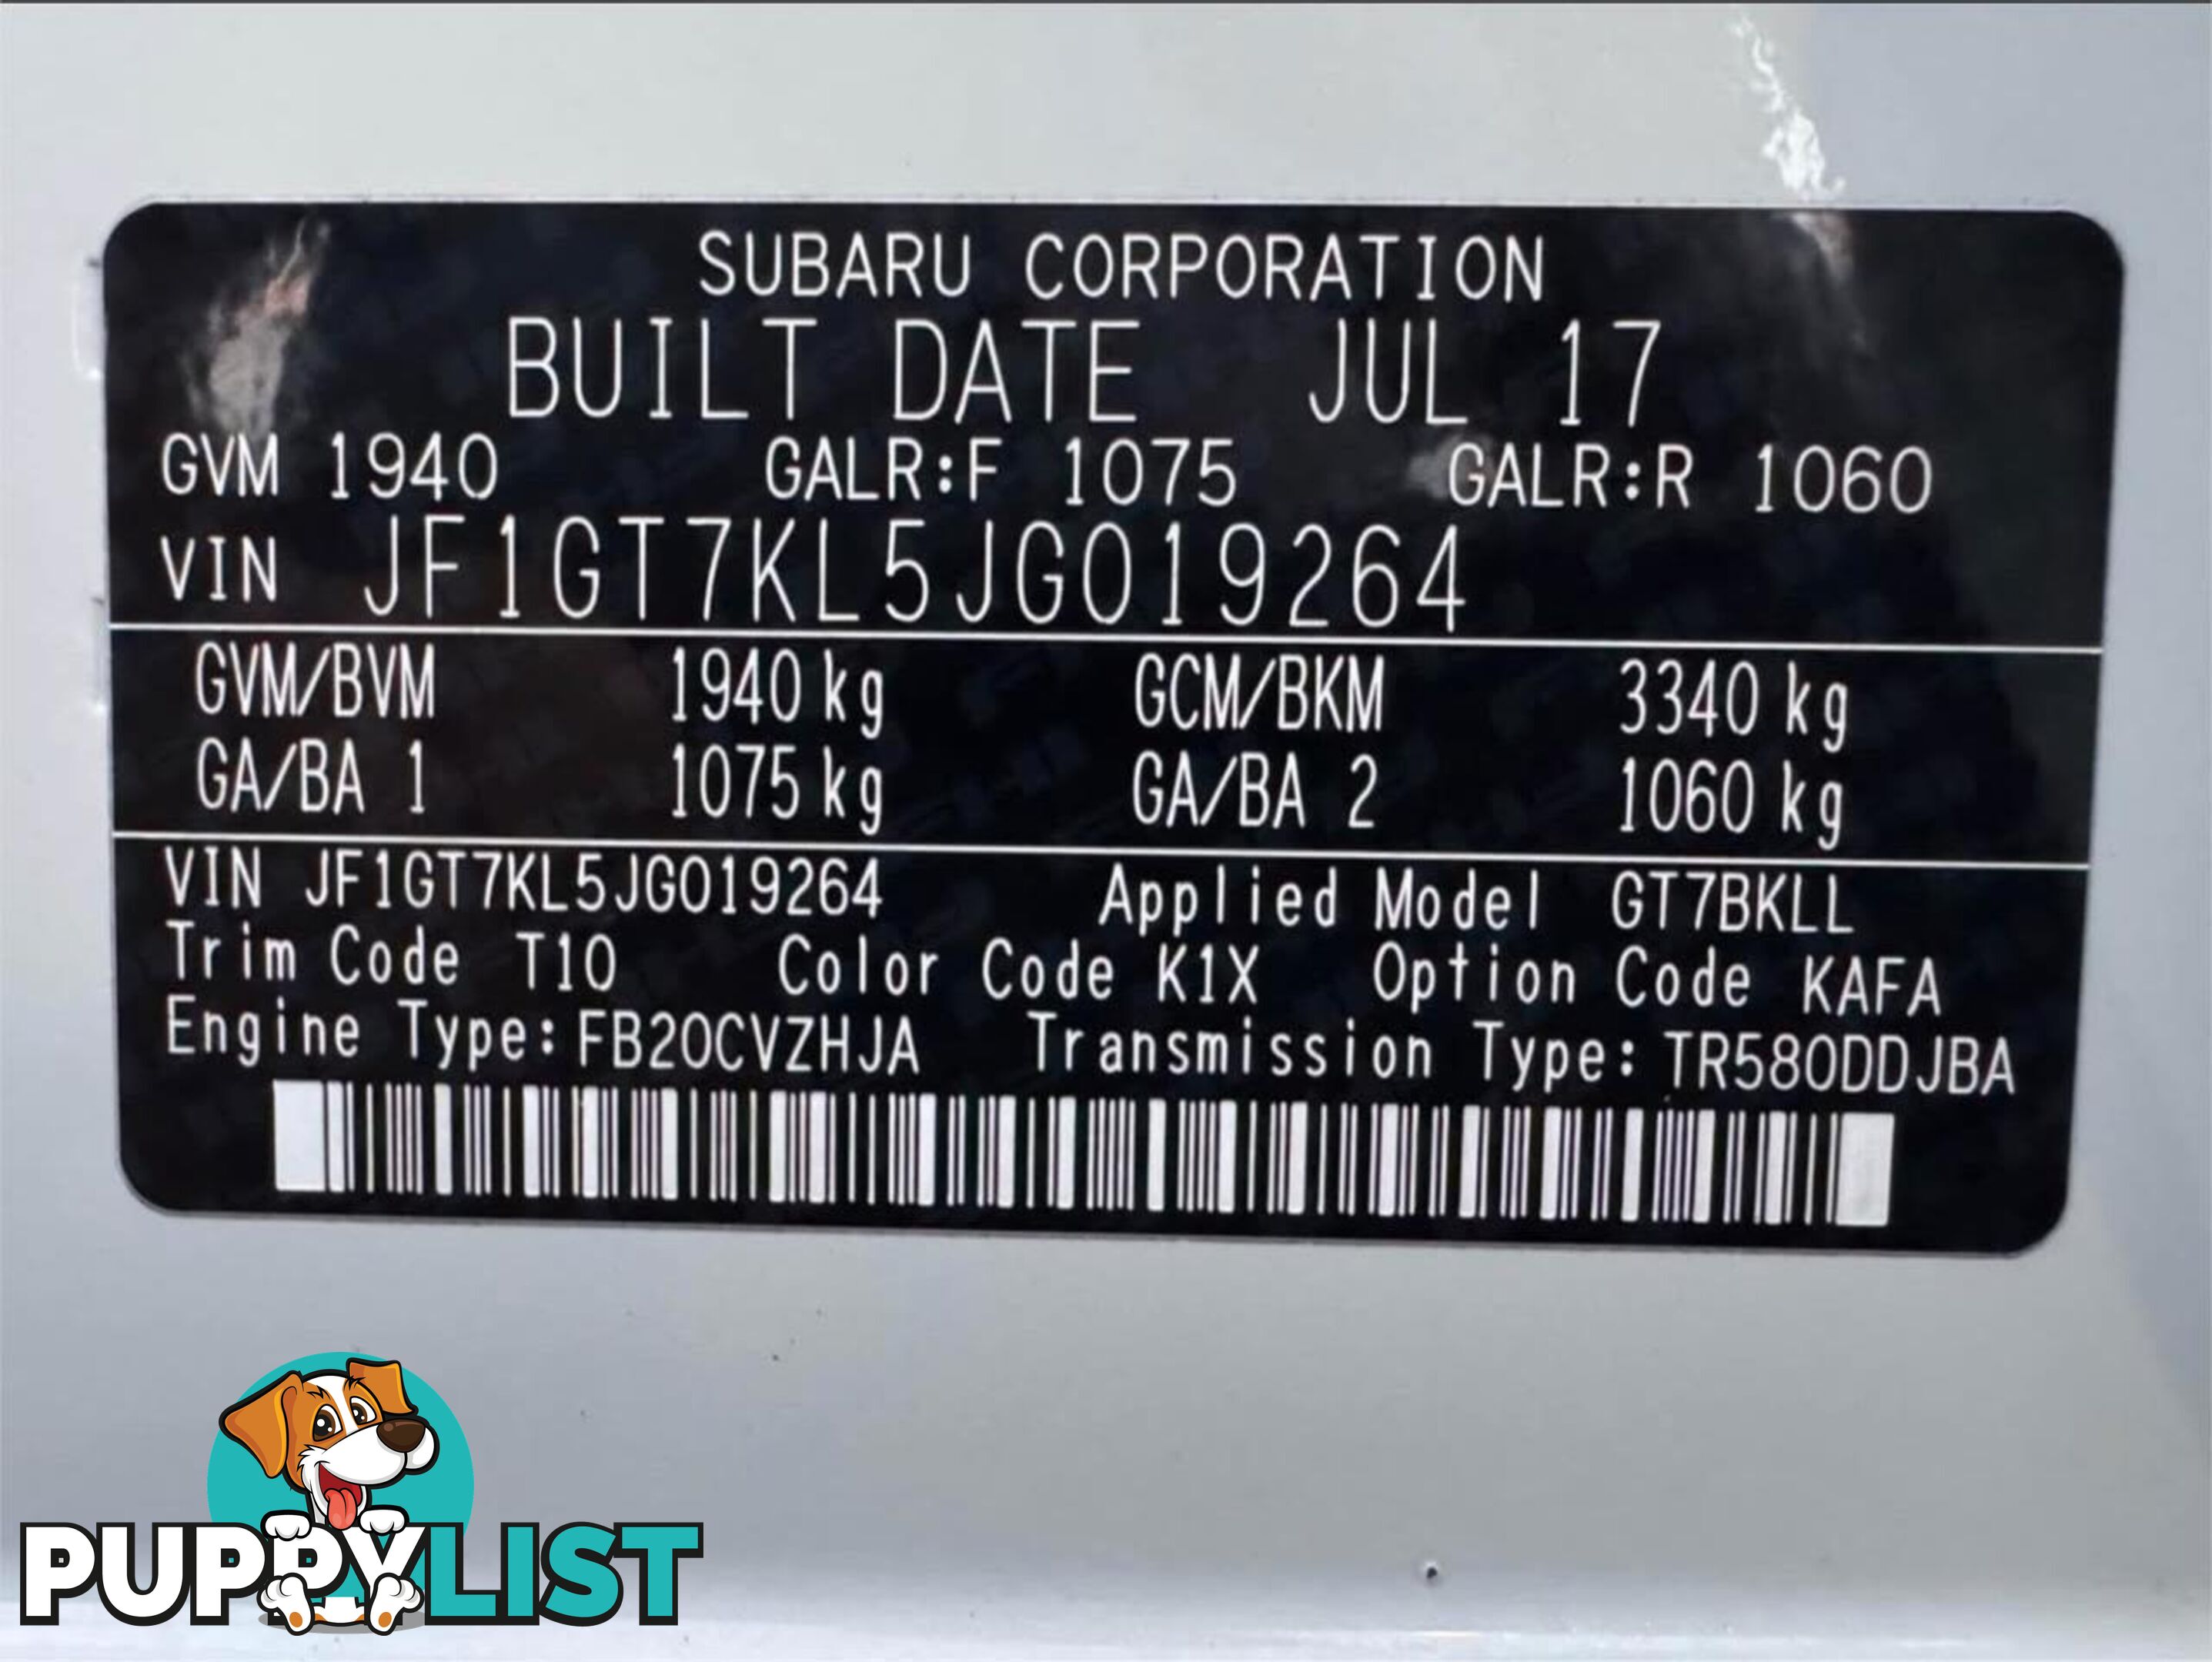 SUBARU CORPORATION
BUILT DATE JUL 17
GVM 1940 GALR:F 1075 GALR:R 1060
VIN JF1GT7KL5JG019264
GVM/BVM 1940 kg GCM/BKM 3340 kg
GA/BA 1 1075 kg GA/BA 2 1060 kg
VIN JF1GT7KL5JG019264 Applied Model GT7BKLL
Trim Code T10 Color Code K1X Option Code KAFA
Engine Type: FB20CVZHJA Transmission Type: TR580DDJBA
PUPPYLIST